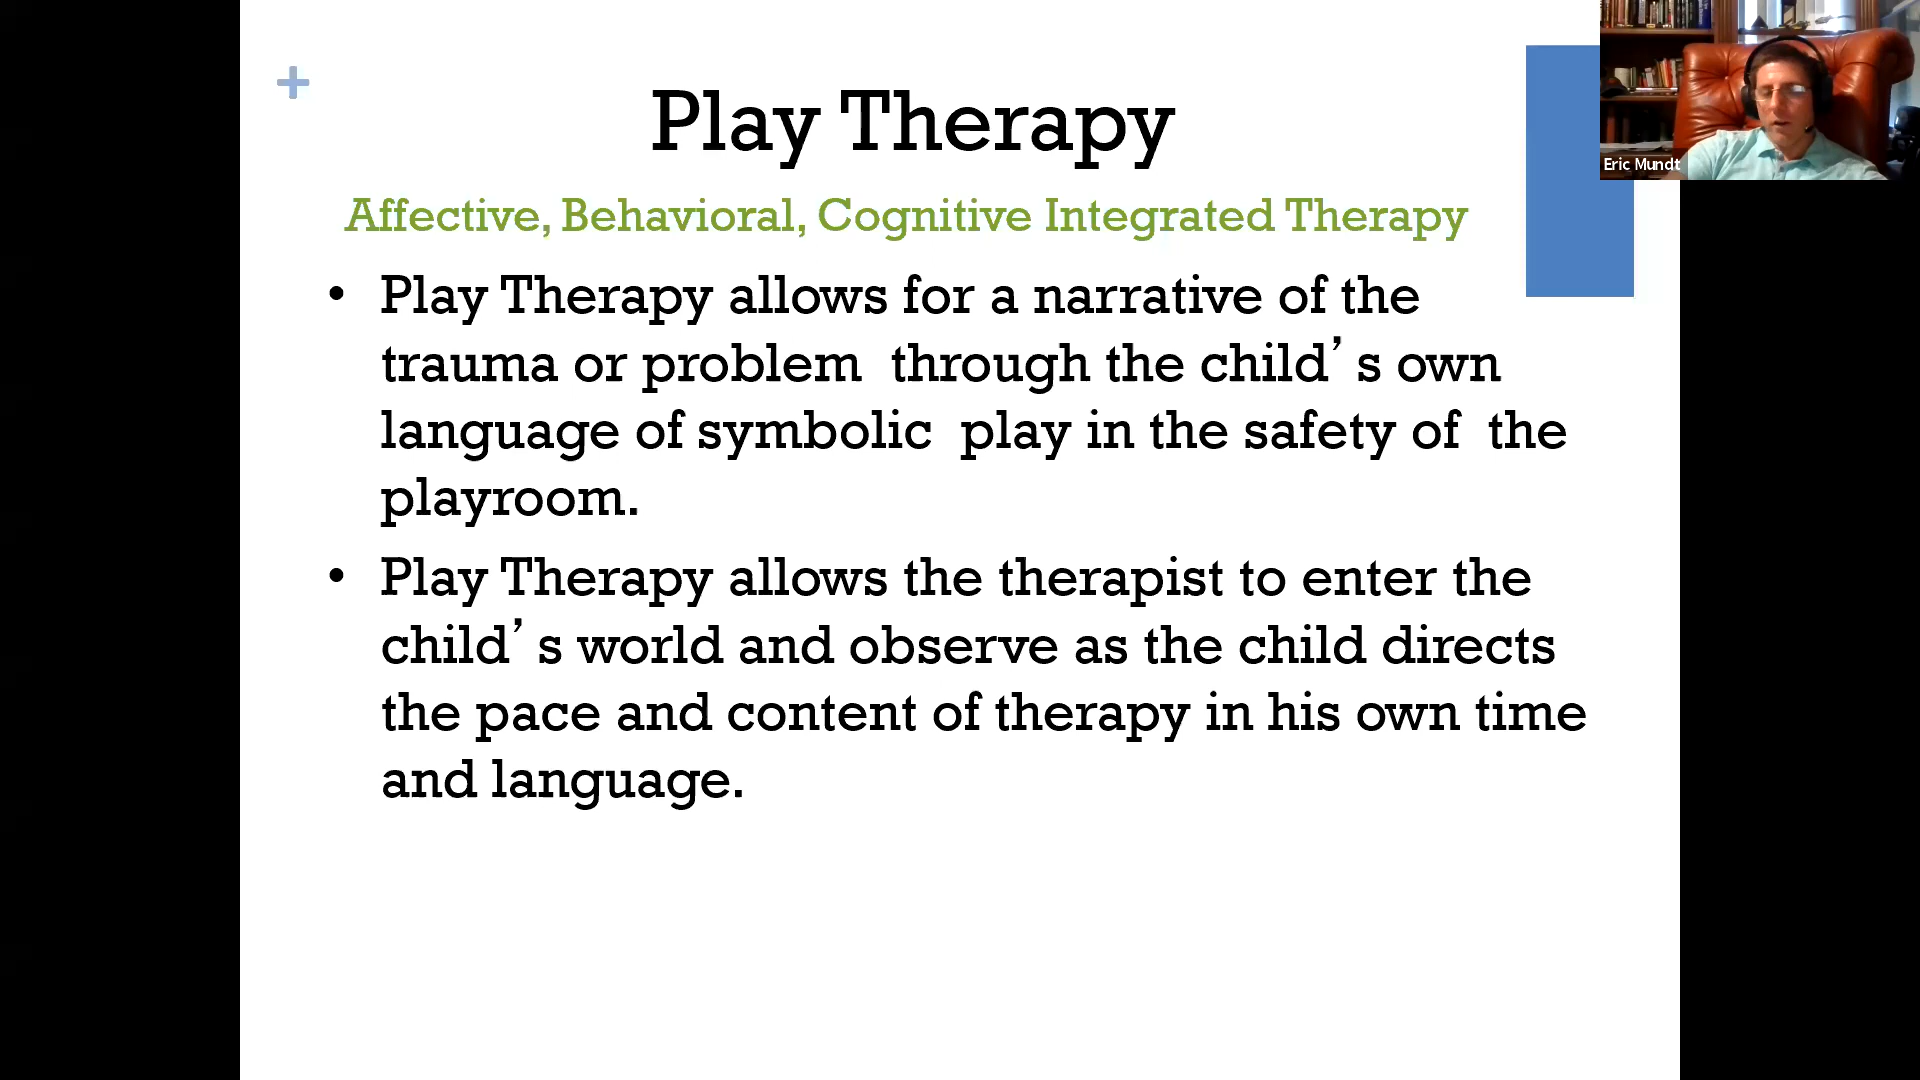 +
Play Therapy
Eric Mundt
Affective, Behavioral, Cognitive Integrated Therapy
• Play Therapy allows for a narrative of the
trauma or problem through the child’s own
language of symbolic play in the safety of the
playroom.
• Play Therapy allows the therapist to enter the
child’s world and observe as the child directs
the pace and content of therapy in his own time
and language.